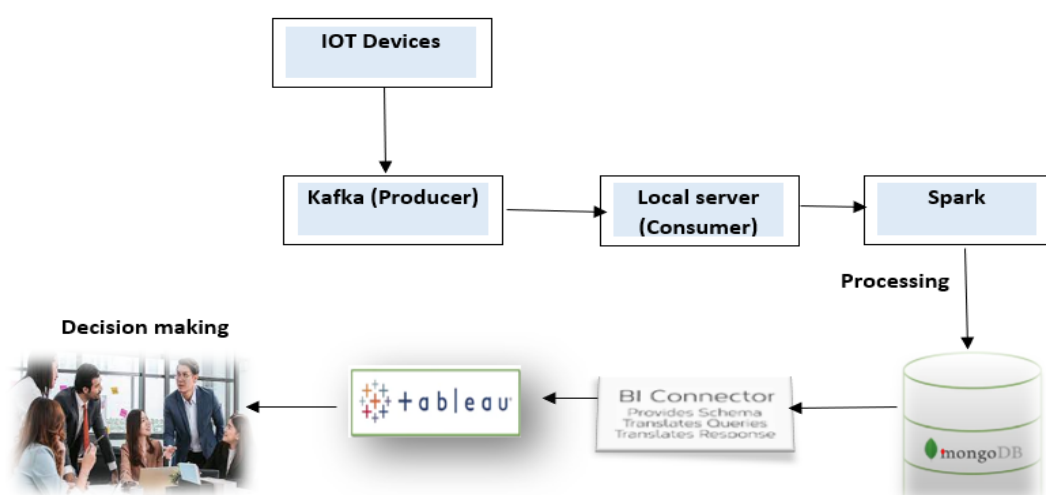 IOT Devices
Kafka (Producer)
Local server
(Consumer)
Spark
Processing
Decision making
+ableau
BI Connector
Provides Schema
Translates Queries
Translates Response
mongoDB